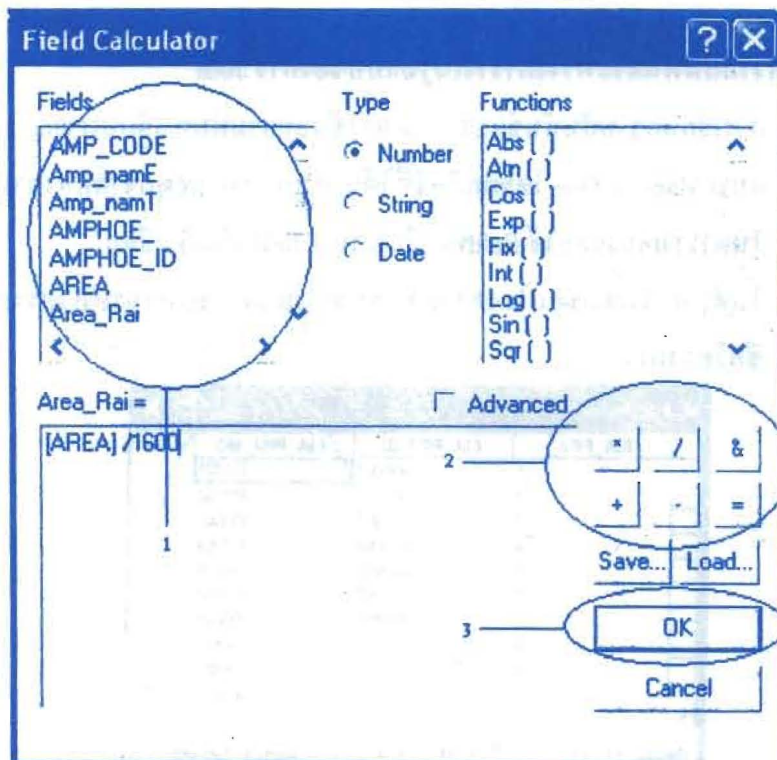 Field Calculator
Fields
Type
Functions
AMP_CODE
Amp_namE
Amp_namT
AMPHOE_
AMPHOE_ID
AREA
Area_Rai
Number
String
Date
Abs ( )
Atn ( )
Cos ( )
Exp ( )
Fix ( )
Int ( )
Log ( )
Sin ( )
Sqr ( )
Area_Rai =
Advanced
[AREA] /1600
2
* / &
+ - =
1
Save... Load...
3
OK
Cancel